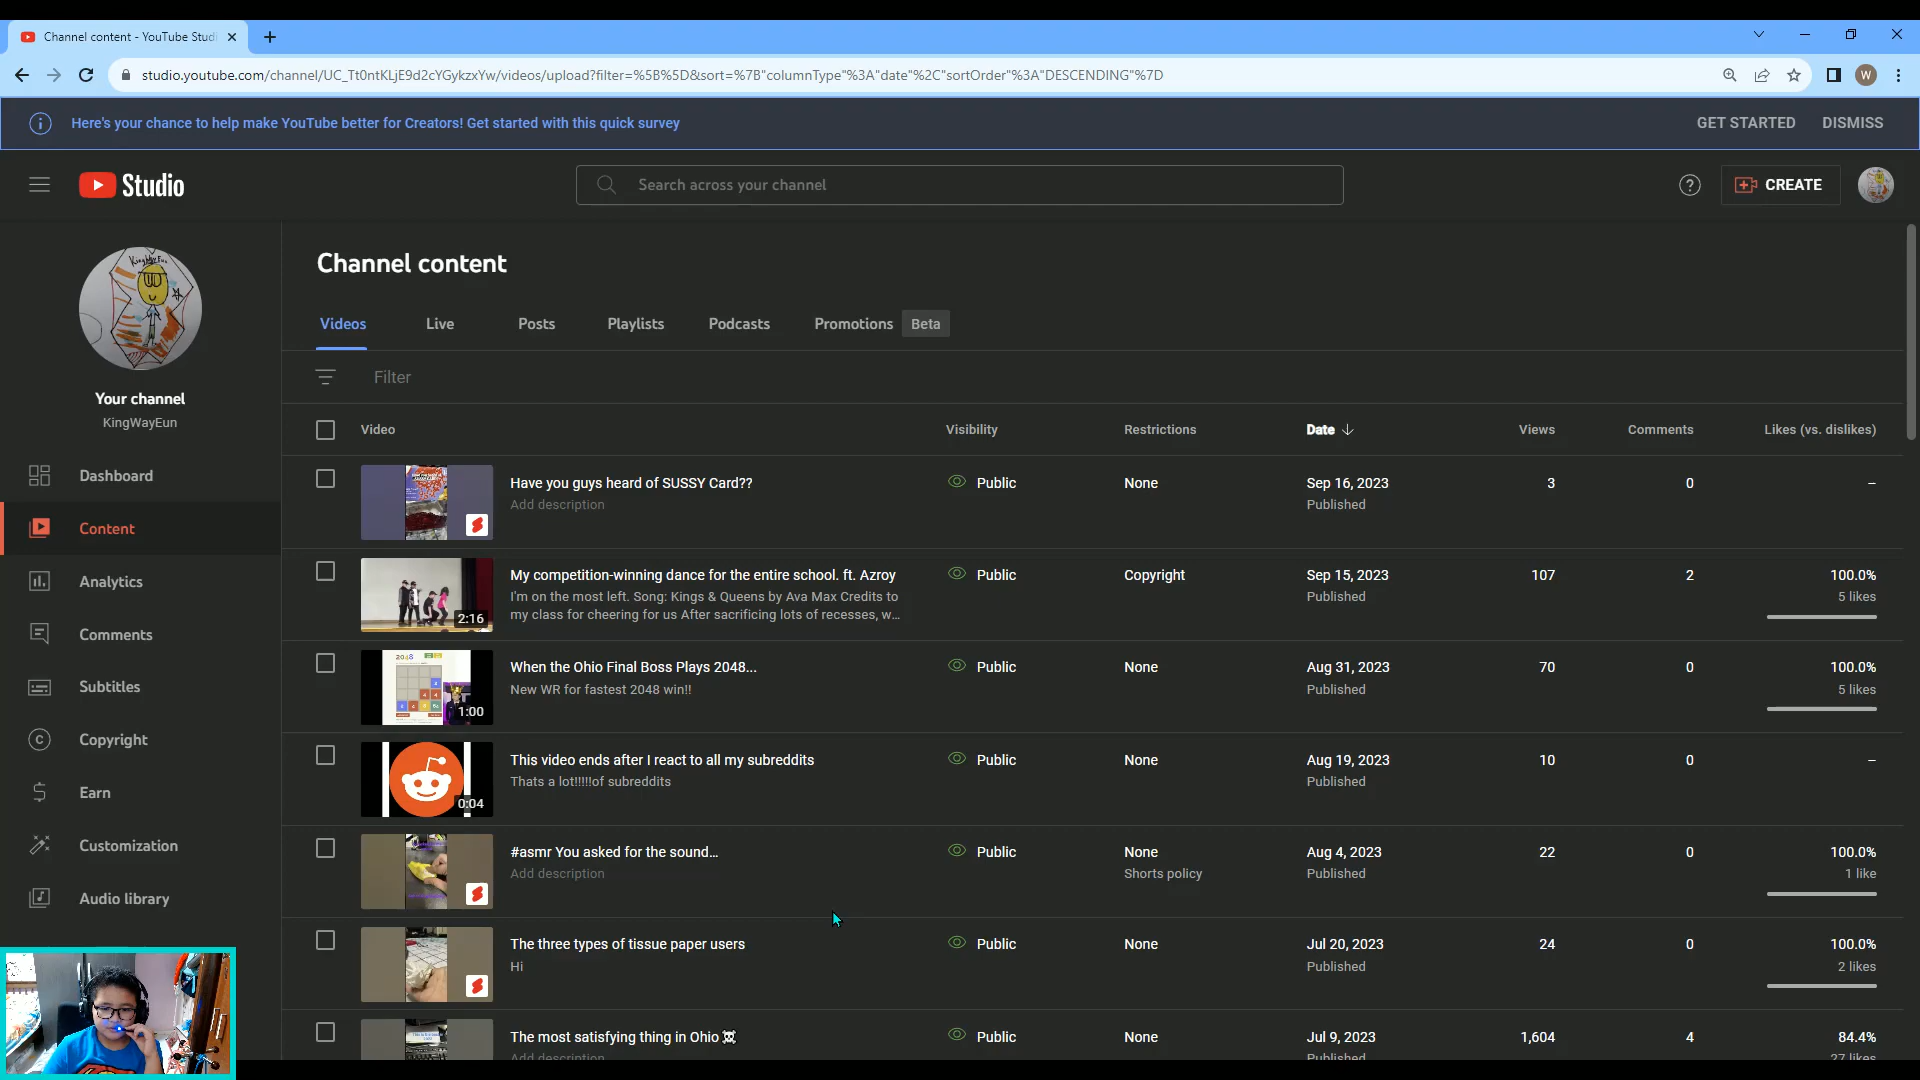 Channel content - YouTube Studi
studio.youtube.com/channel/UC_Tt0ntKLjE9d2cYGykzxYw/videos/upload?filter=%5B%5D&sort=%7B"columnType"%3A"date"%2C"sortOrder"%3A"DESCENDING"%7D
W
Here's your chance to help make YouTube better for Creators! Get started with this quick survey
GET STARTED
DISMISS
Studio
Search across your channel
CREATE
KingWayEun
Your channel
KingWayEun
Dashboard
Content
Analytics
Comments
Subtitles
Copyright
Earn
Customization
Audio library
Channel content
Videos
Live
Posts
Playlists
Podcasts
Promotions
Beta
Filter
Video
Visibility
Restrictions
Date
Views
Comments
Likes (vs. dislikes)
Have you guys heard of SUSSY Card??
Add description
Public
None
Sep 16, 2023
Published
3
0
–
2:16
My competition-winning dance for the entire school. ft. Azroy
I'm on the most left. Song: Kings & Queens by Ava Max Credits to
my class for cheering for us After sacrificing lots of recesses, w...
Public
Copyright
Sep 15, 2023
Published
107
2
100.0%
5 likes
2048
1:00
When the Ohio Final Boss Plays 2048...
New WR for fastest 2048 win!!
Public
None
Aug 31, 2023
Published
70
0
100.0%
5 likes
0:04
This video ends after I react to all my subreddits
Thats a lot!!!!!of subreddits
Public
None
Aug 19, 2023
Published
10
0
–
#asmr You asked for the sound...
Add description
Public
None
Shorts policy
Aug 4, 2023
Published
22
0
100.0%
1 like
The three types of tissue paper users
Hi
Public
None
Jul 20, 2023
Published
24
0
100.0%
2 likes
The most satisfying thing in Ohio ☠
Add description
Public
None
Jul 9, 2023
Published
1,604
4
84.4%
27 likes